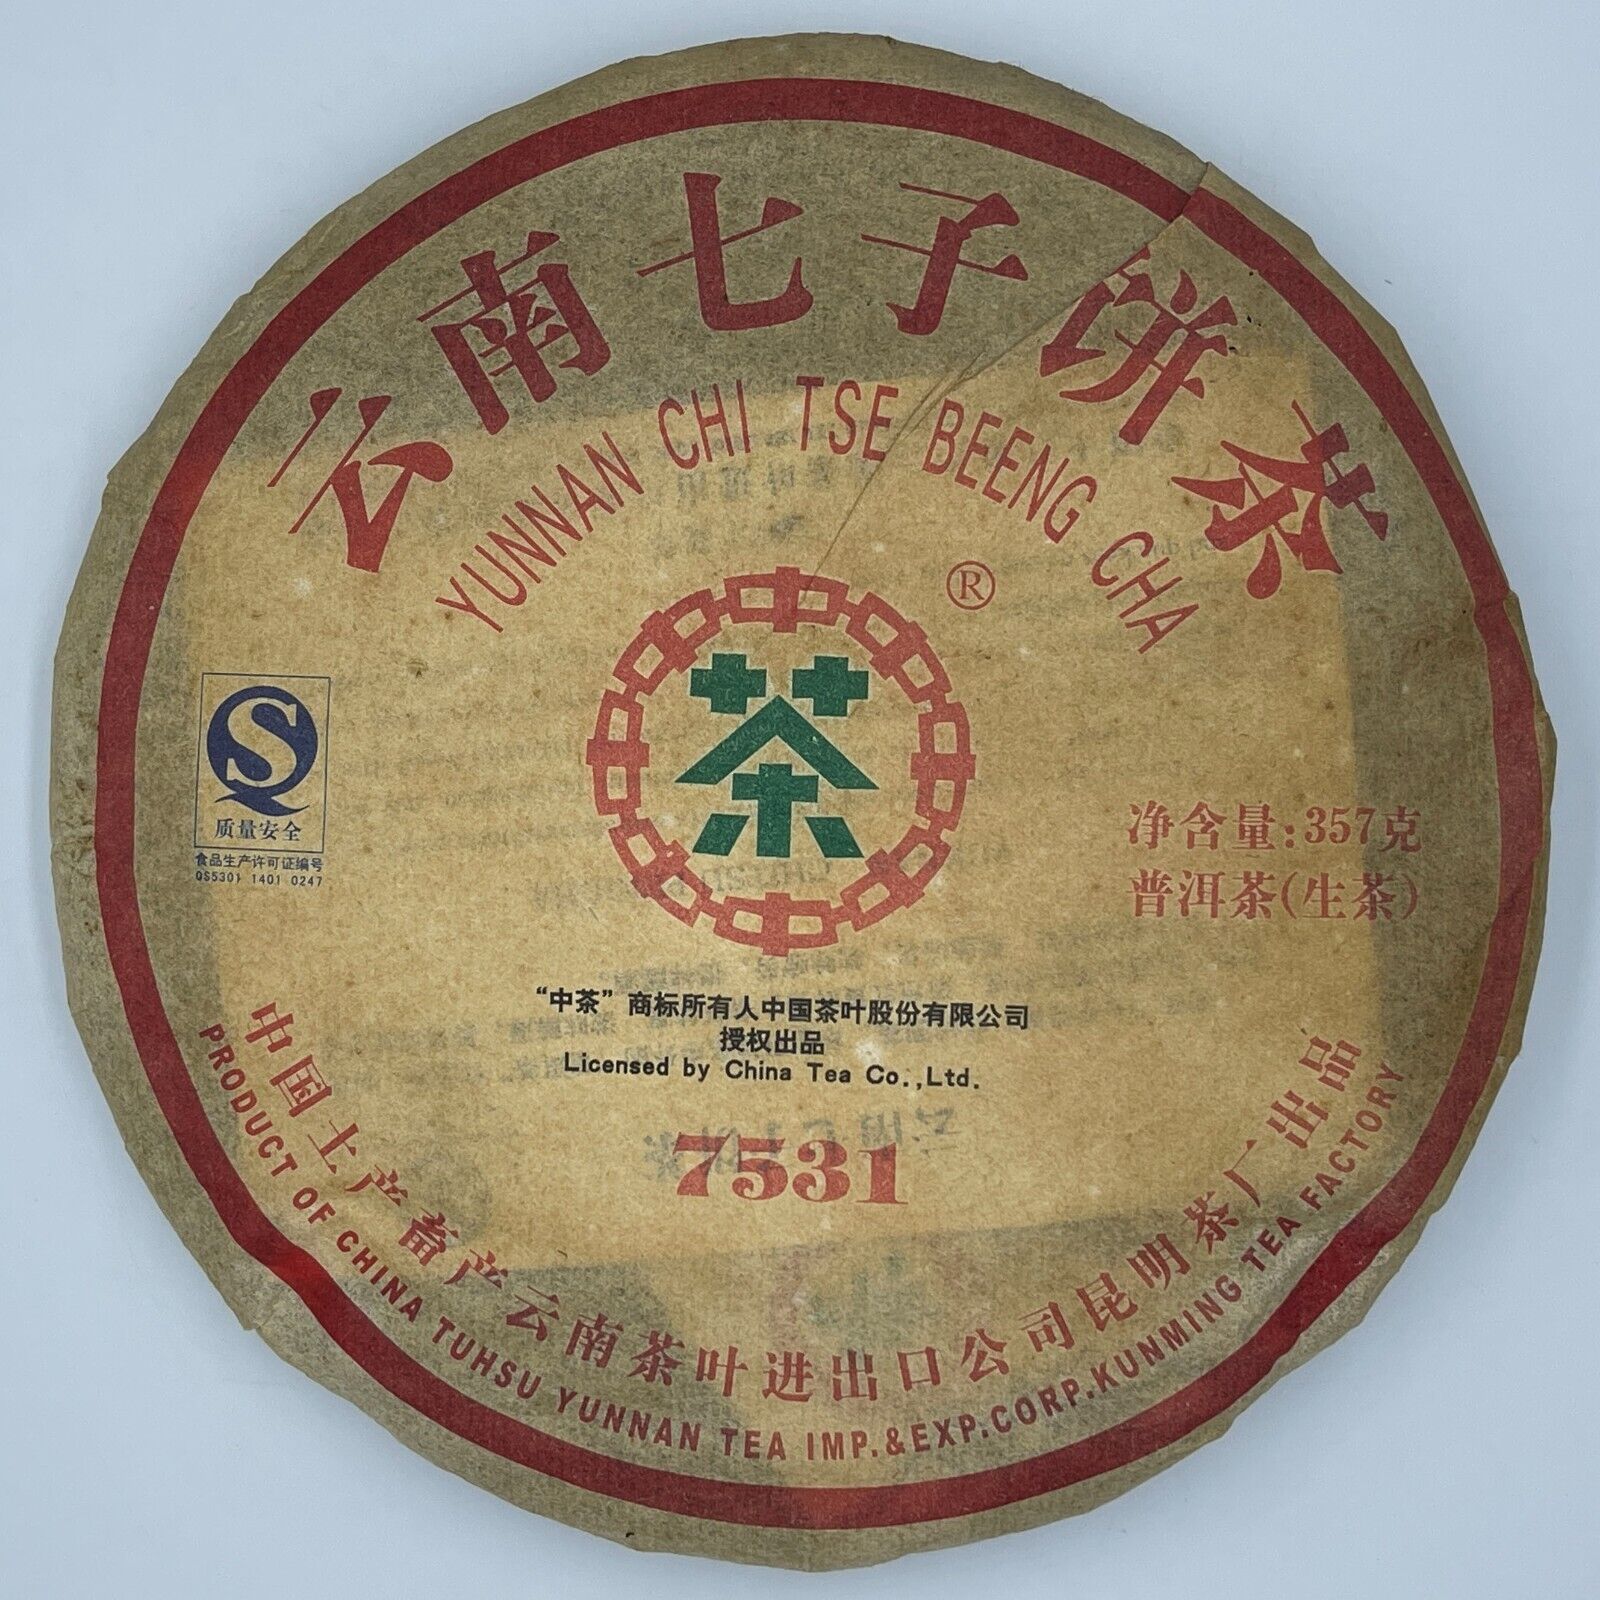 云南七子饼茶
YUNNAN CHI TSE BEENG CHA
®
茶
S
质量安全
食品生产许可证编号
QS5301 1401 0247
净含量:357克
普洱茶(生茶)
“中茶”商标所有人中国茶叶股份有限公司
授权出品
Licensed by China Tea Co.,Ltd.
7531
中国土产畜产云南茶叶进出口公司昆明茶厂出品
PRODUCT OF CHINA TUHSU YUNNAN TEA IMP.&EXP.CORP.KUNMING TEA FACTORY